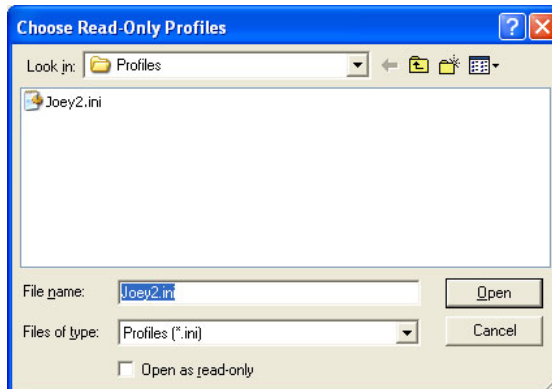 Choose Read-Only Profiles
Look in: Profiles
Joey2.ini
File name: Joey2.ini Open
Files of type: Profiles (*.ini) Cancel
Open as read-only